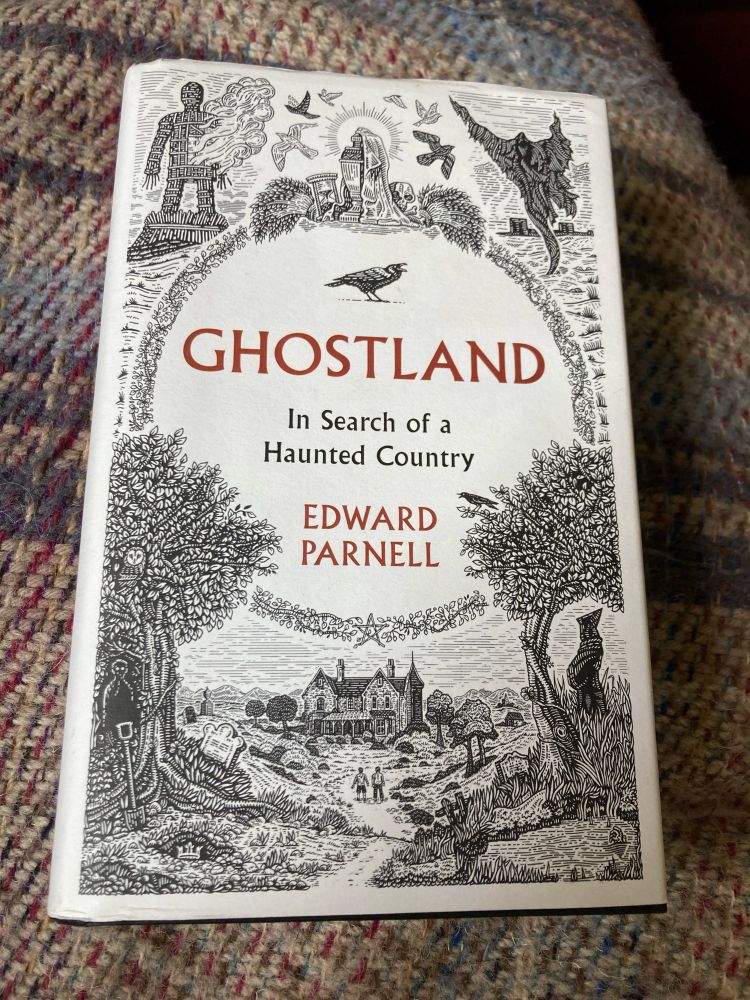 GHOSTLAND
In Search of a
Haunted Country
EDWARD
PARNELL